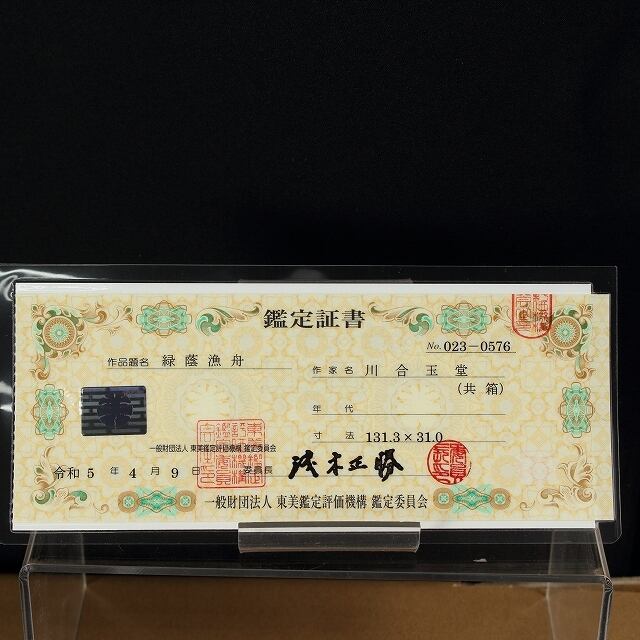 鑑定証書
No. 023-0576
作品題名 緑蔭漁舟
作家名 川合玉堂
(共箱)
年代
寸法 131.3×31.0
一般財団法人 東美鑑定評価機構 鑑定委員会
令和5年4月9日 委員長
一般財団法人 東美鑑定評価機構 鑑定委員会